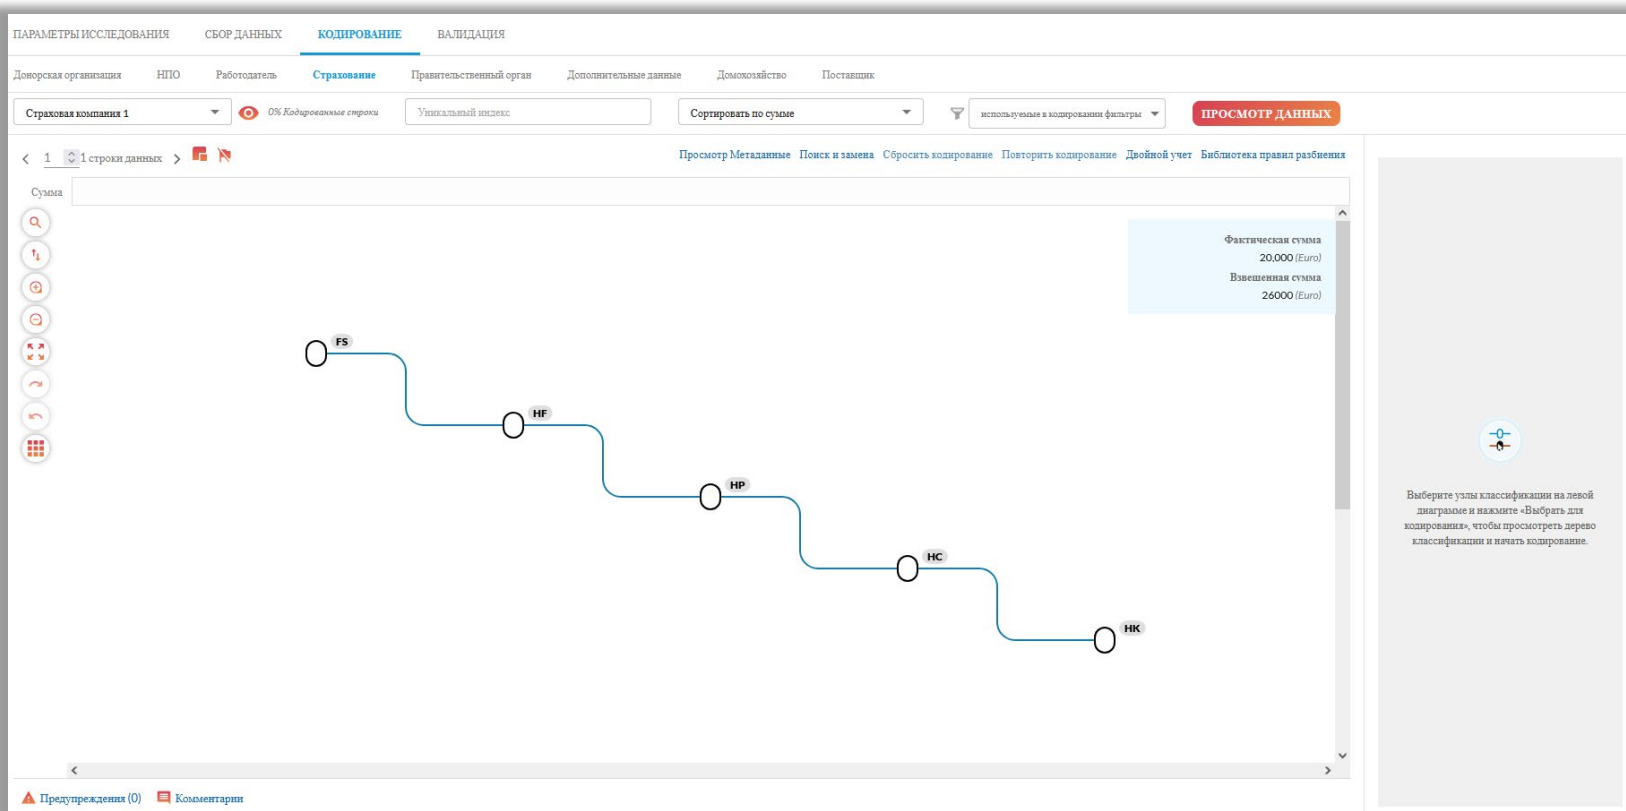 ПАРАМЕТРЫ ИССЛЕДОВАНИЯ СБОР ДАННЫХ КОДИРОВАНИЕ ВАЛИДАЦИЯ
Донорская организация НПО Работодатель Страхование Правительственный орган Дополнительные данные Домохозяйство Поставщик
Страховая компания 1 0% Кодированные строки Уникальный индекс Сортировать по сумме используемые в кодировании фильтры ПРОСМОТР ДАННЫХ
1 1 строки данных Просмотр Метаданные Поиск и замена Сбросить кодирование Повторить кодирование Двойной учет Библиотека правил разбиения
Сумма
Фактическая сумма
20,000 (Euro)
Взвешенная сумма
26000 (Euro)
FS
HF
HP
HC
HK
Выберите узлы классификации на левой
диаграмме и нажмите «Выбрать для
кодирования», чтобы просмотреть дерево
классификации и начать кодирование.
Предупреждения (0) Комментарии